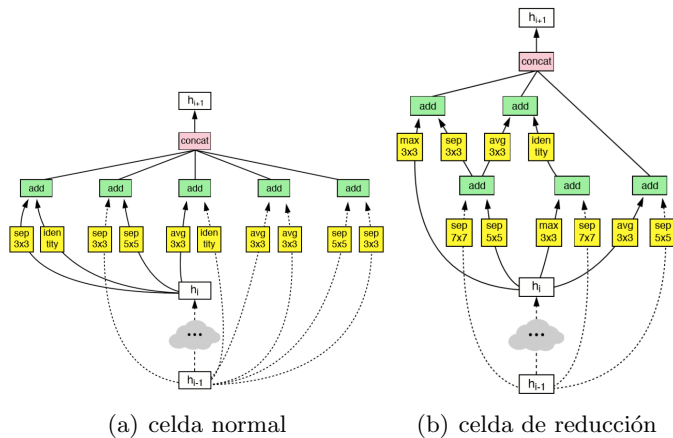 h_{i+1}
concat
add
add
add
add
add
sep 3x3
iden tity
sep 3x3
sep 5x5
avg 3x3
iden tity
avg 3x3
avg 3x3
sep 5x5
sep 3x3
h_i
...
h_{i-1}
(a) celda normal
h_{i+1}
concat
add
add
max 3x3
sep 3x3
avg 3x3
iden tity
add
add
add
sep 7x7
sep 5x5
max 3x3
sep 7x7
avg 3x3
sep 5x5
h_i
...
h_{i-1}
(b) celda de reducción